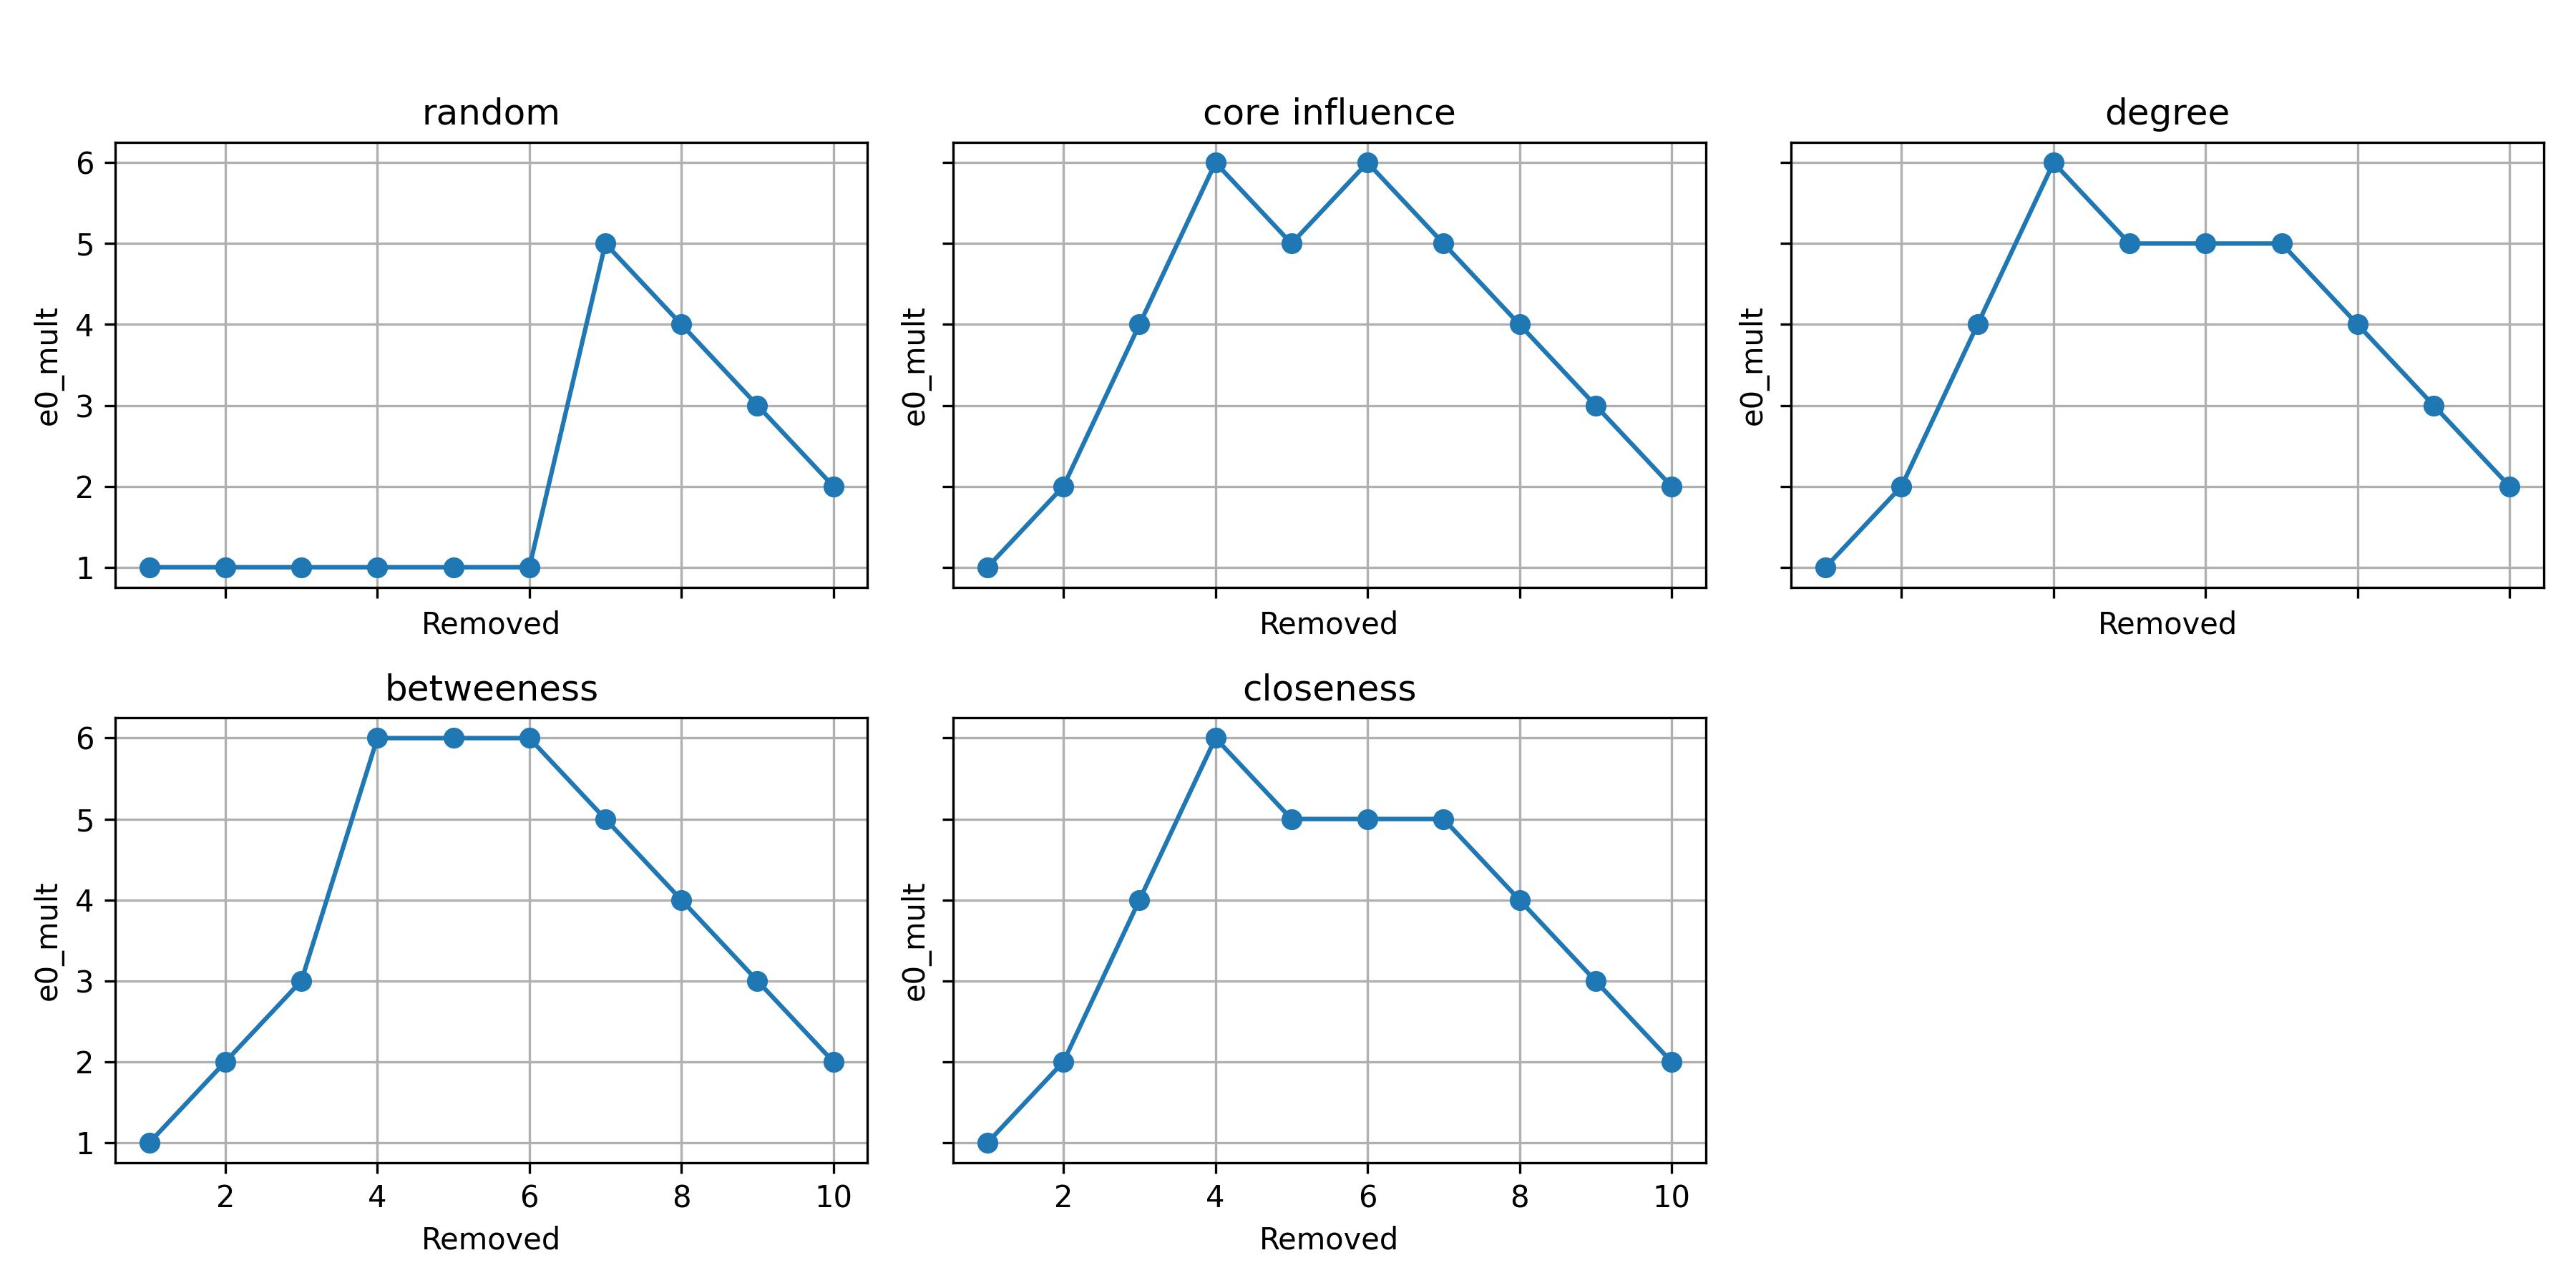 random
core influence
degree
6
5
4
3
2
1
e0_mult
e0_mult
e0_mult
Removed
Removed
Removed
betweeness
closeness
6
5
4
3
2
1
e0_mult
e0_mult
2 4 6 8 10
2 4 6 8 10
Removed
Removed